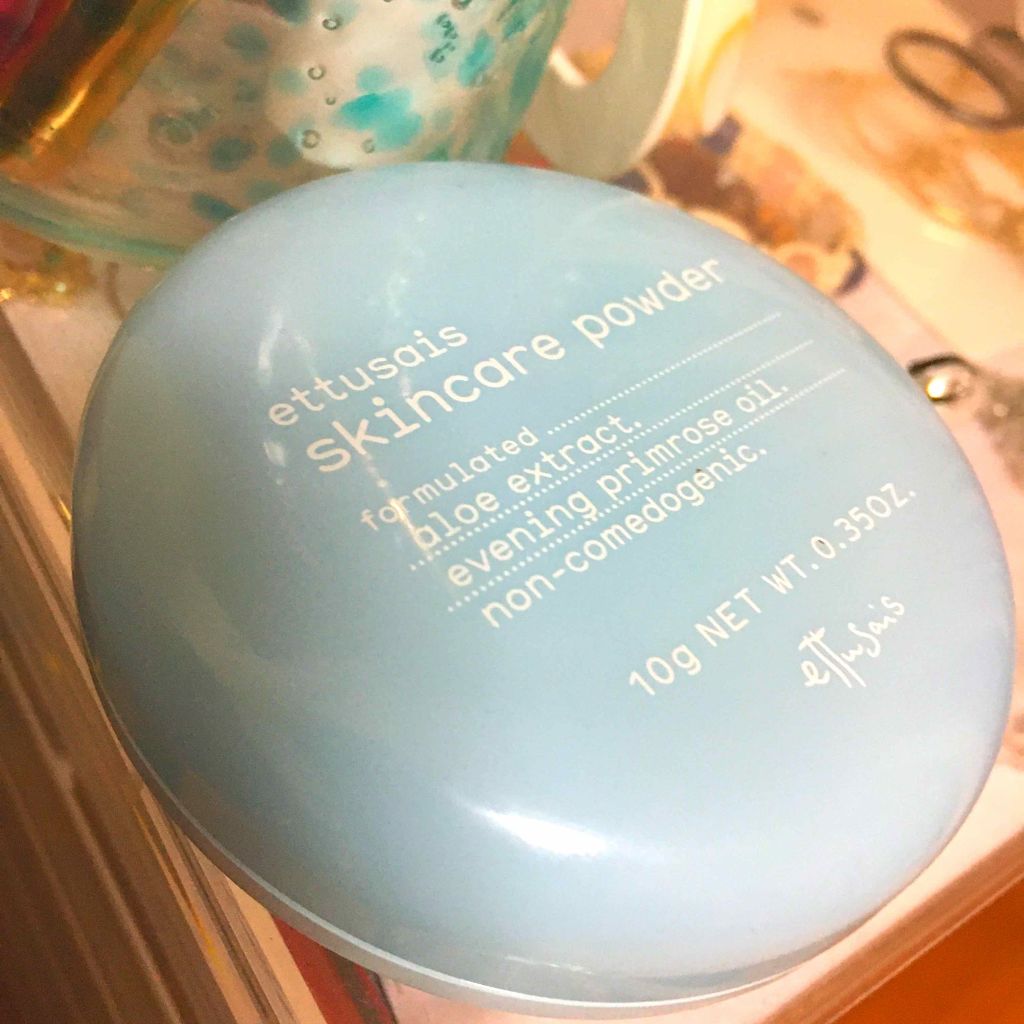 ettusais
skincare powder
formulated
aloe extract.
evening primrose oil.
non-comedogenic.
10g NET WT. 0.35OZ.
ettusais